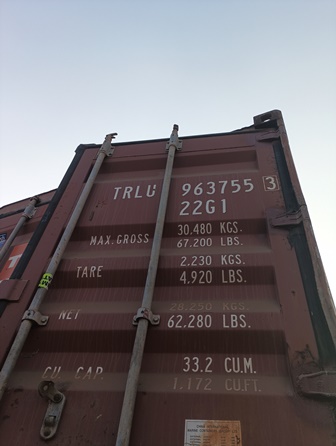 TRLU 963755 3
22G1
MAX.GROSS 30.480 KGS.
67.200 LBS.
TARE 2.230 KGS.
4.920 LBS.
NET 28.250 KGS.
62.280 LBS.
CU. CAP. 33.2 CU.M.
1.172 CU.FT.